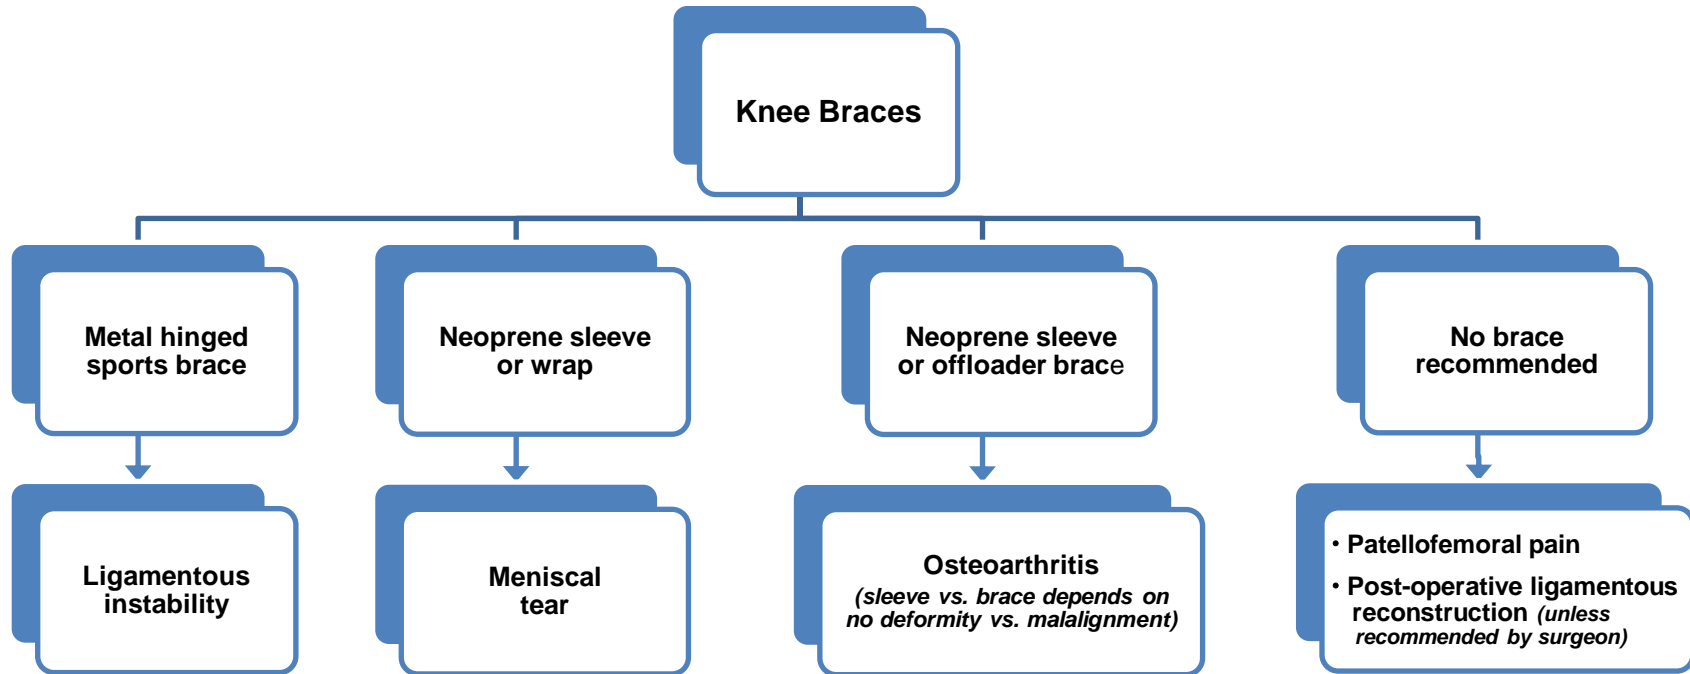 Knee Braces
Metal hinged
sports brace
Neoprene sleeve
or wrap
Neoprene sleeve
or offloader brace
No brace
recommended
Ligamentous
instability
Meniscal
tear
Osteoarthritis
(sleeve vs. brace depends on
no deformity vs. malalignment)
• Patellofemoral pain
• Post-operative ligamentous
reconstruction (unless
recommended by surgeon)